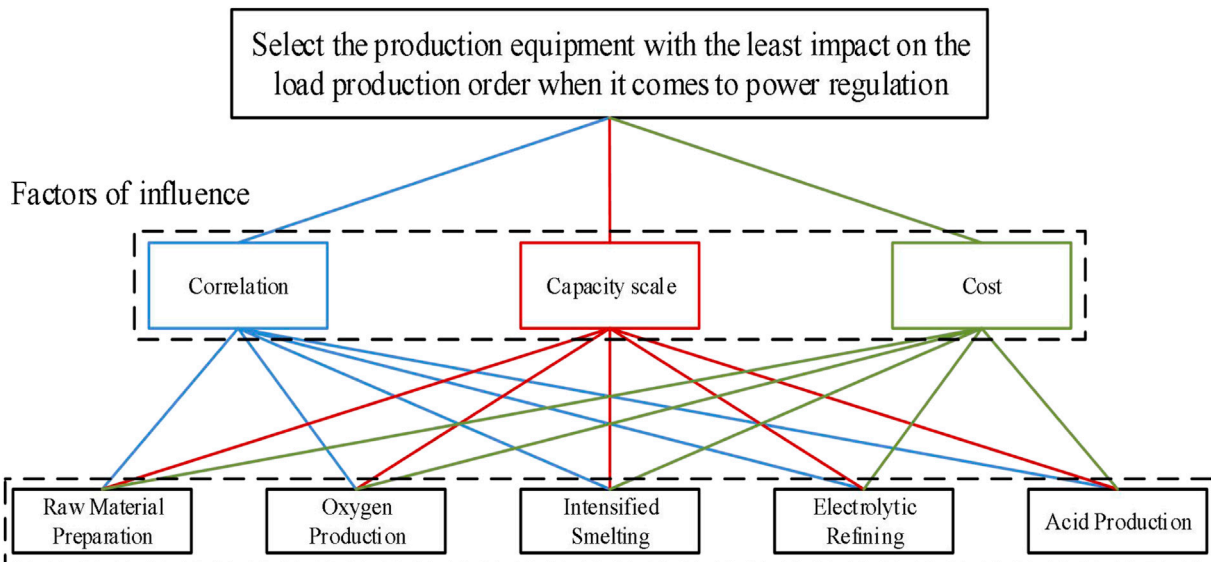 Select the production equipment with the least impact on the
load production order when it comes to power regulation
Factors of influence
Correlation
Capacity scale
Cost
Raw Material
Preparation
Oxygen
Production
Intensified
Smelting
Electrolytic
Refining
Acid Production